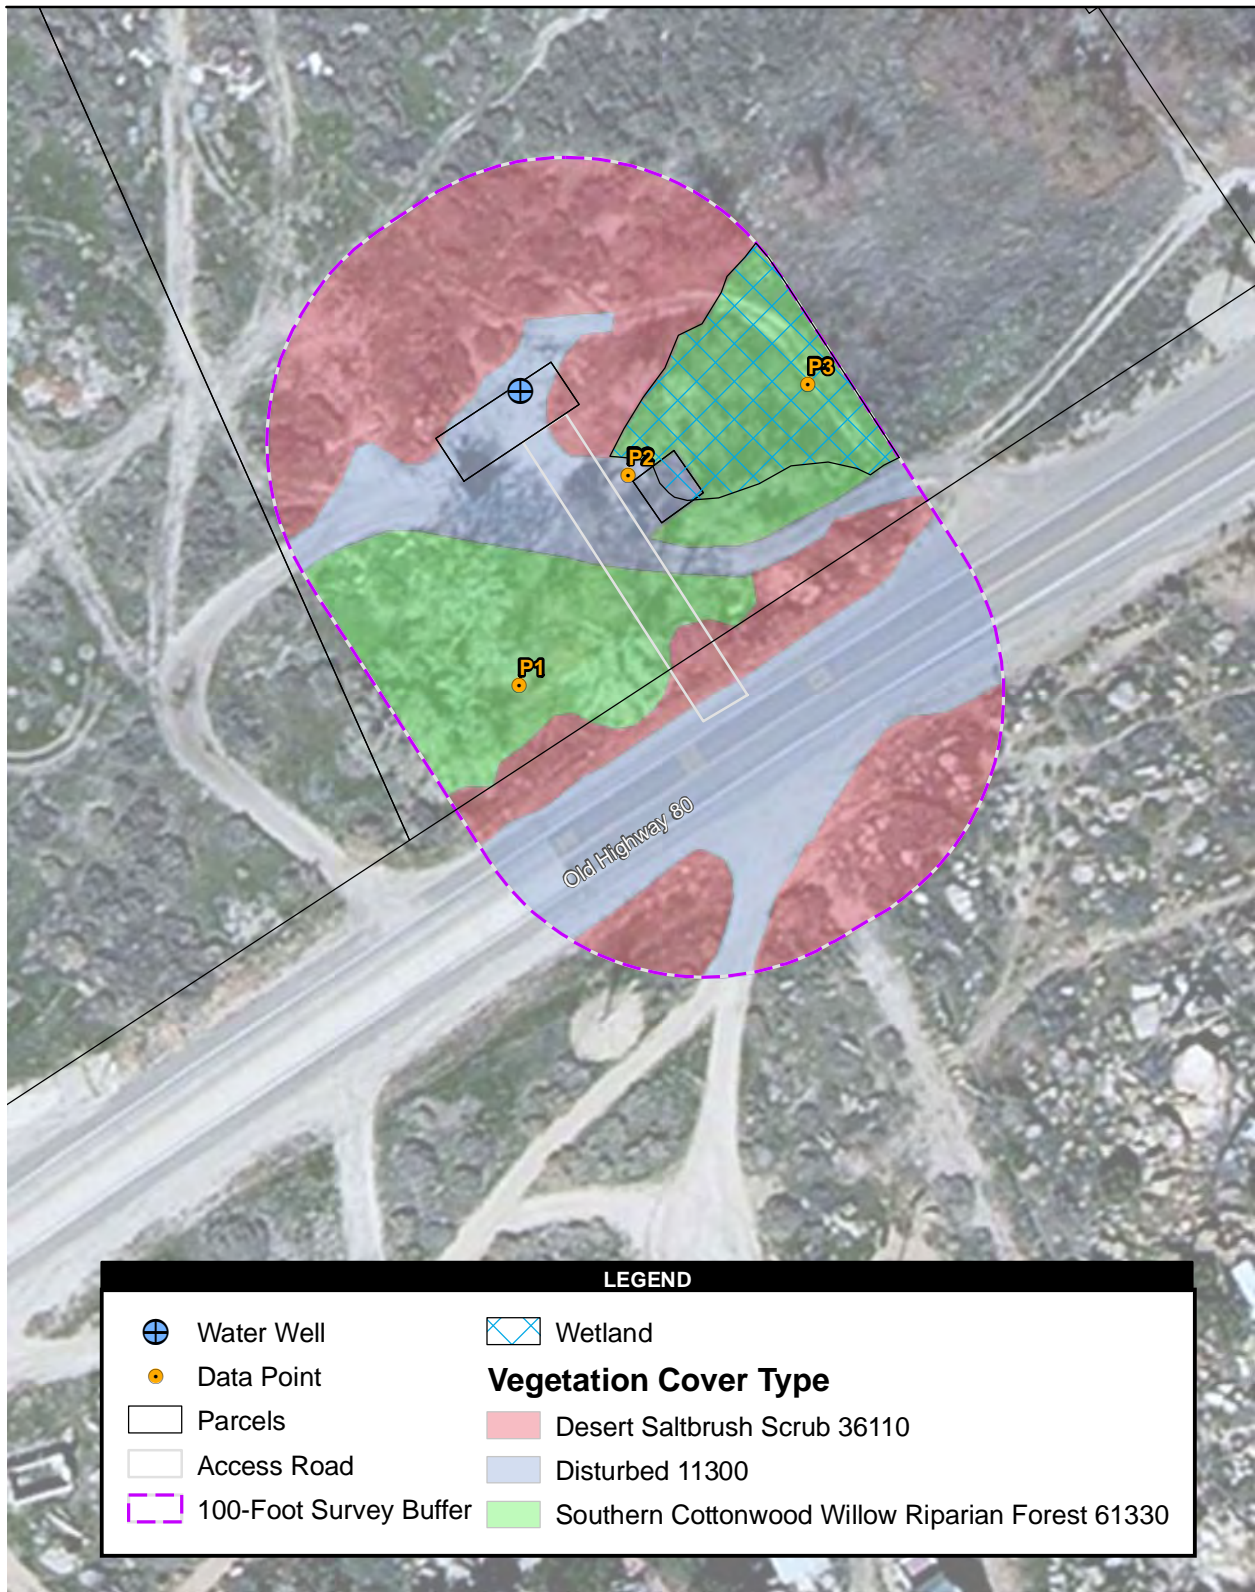 P3
P2
P1
Old Highway 80
LEGEND
Water Well
Data Point
Parcels
Access Road
100-Foot Survey Buffer
Wetland
Vegetation Cover Type
Desert Saltbrush Scrub 36110
Disturbed 11300
Southern Cottonwood Willow Riparian Forest 61330